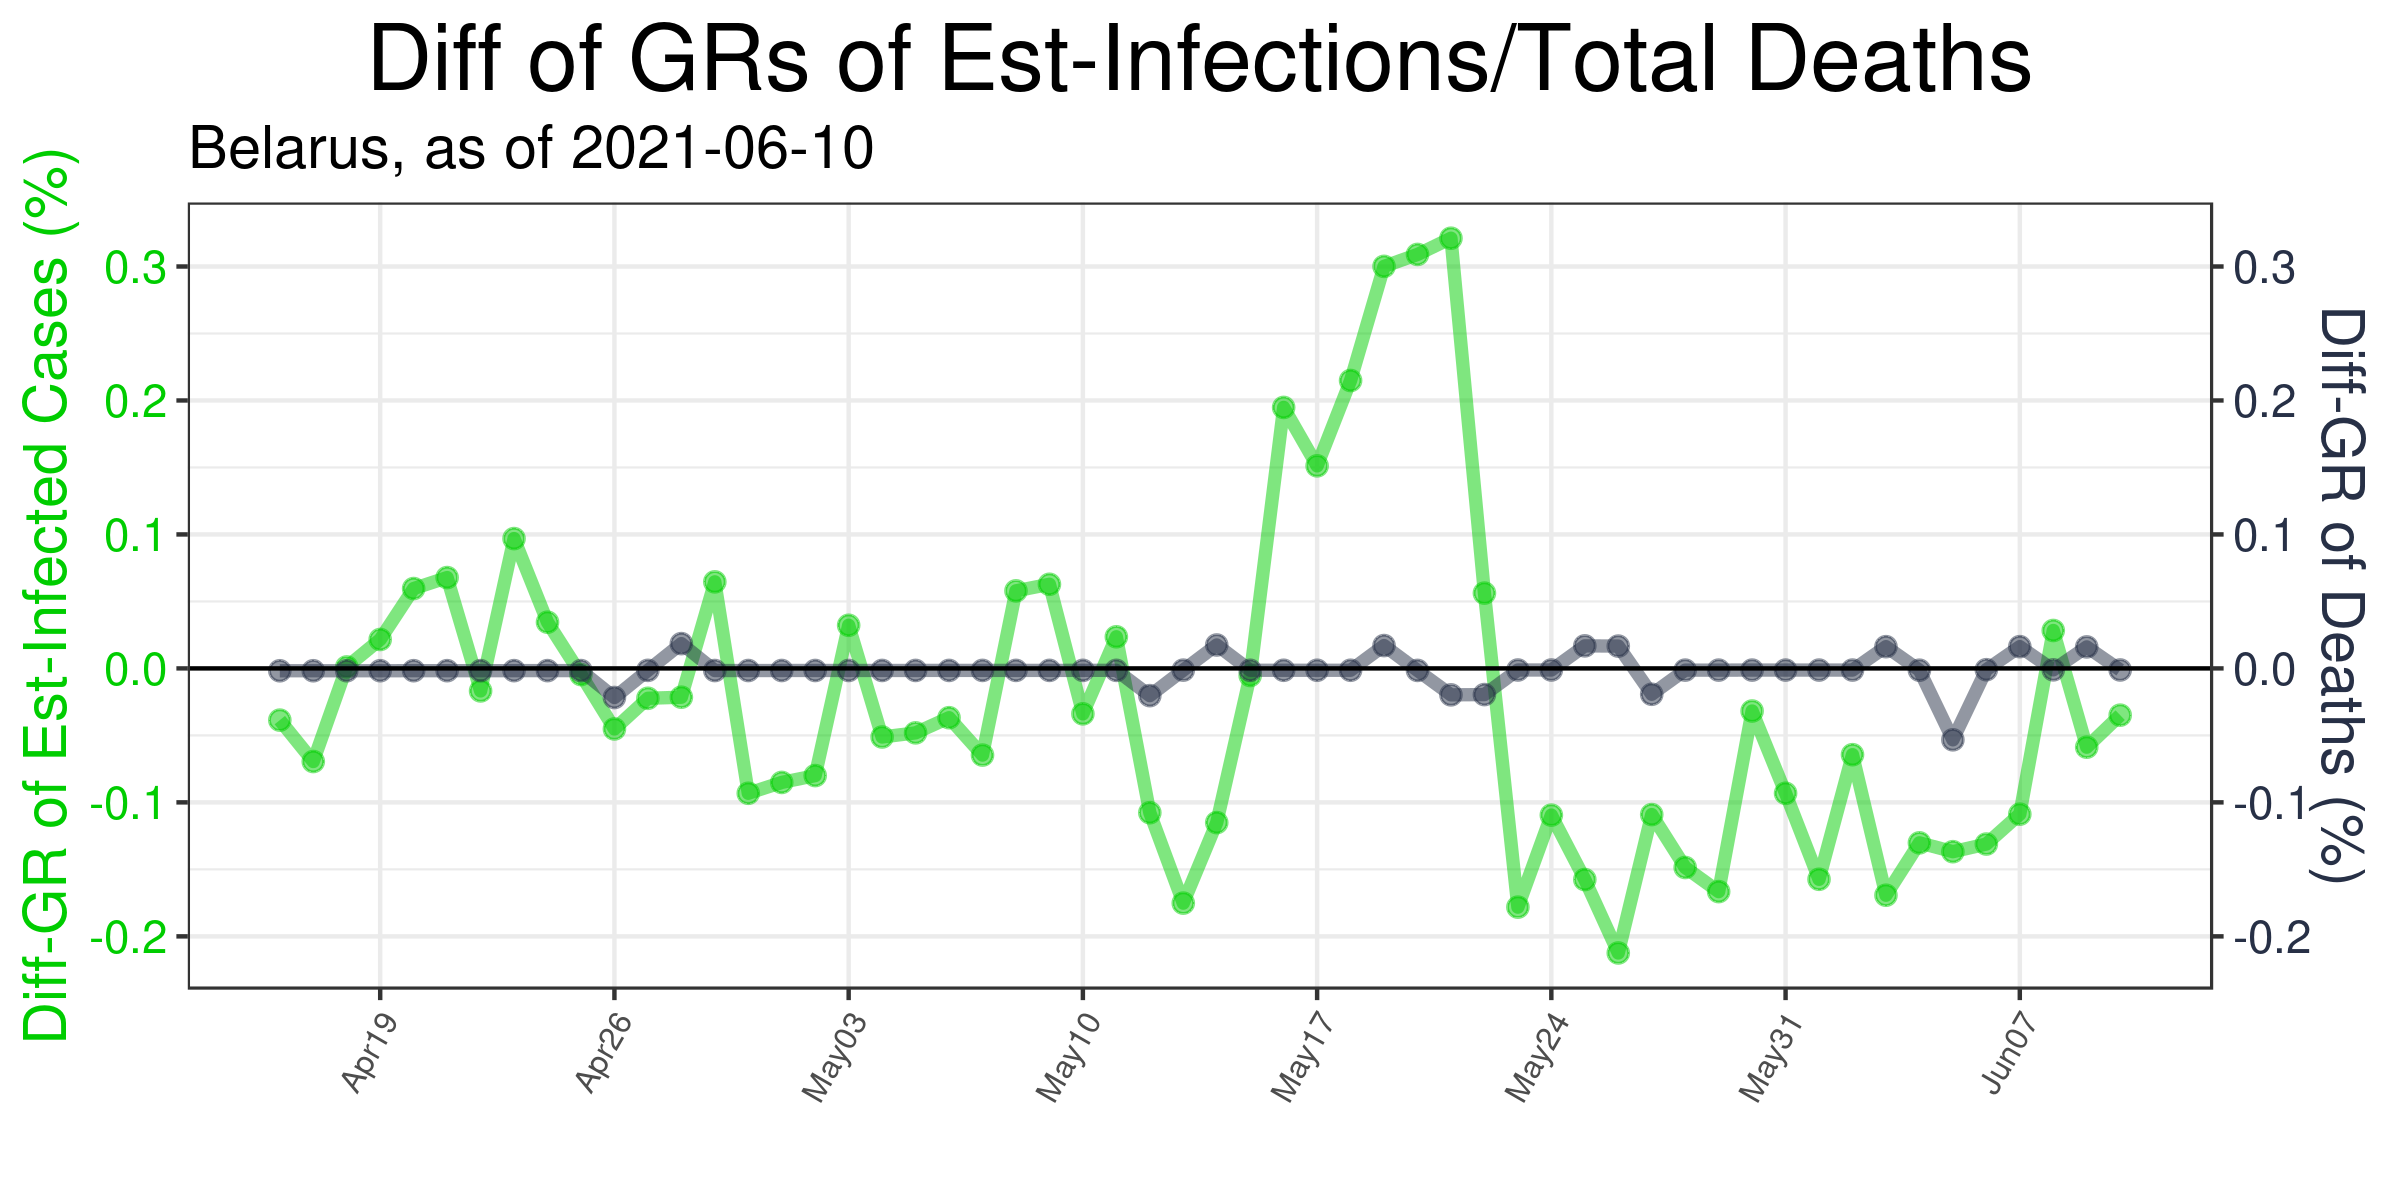 Diff of GRs of Est-Infections/Total Deaths
Belarus, as of 2021-06-10
Diff-GR of Est-Infected Cases (%)
0.3
0.2
0.1
0.0
-0.1
-0.2
0.3
0.2
0.1
0.0
-0.1
-0.2
Diff-GR of Deaths (%)
Apr19
Apr26
May03
May10
May17
May24
May31
Jun07